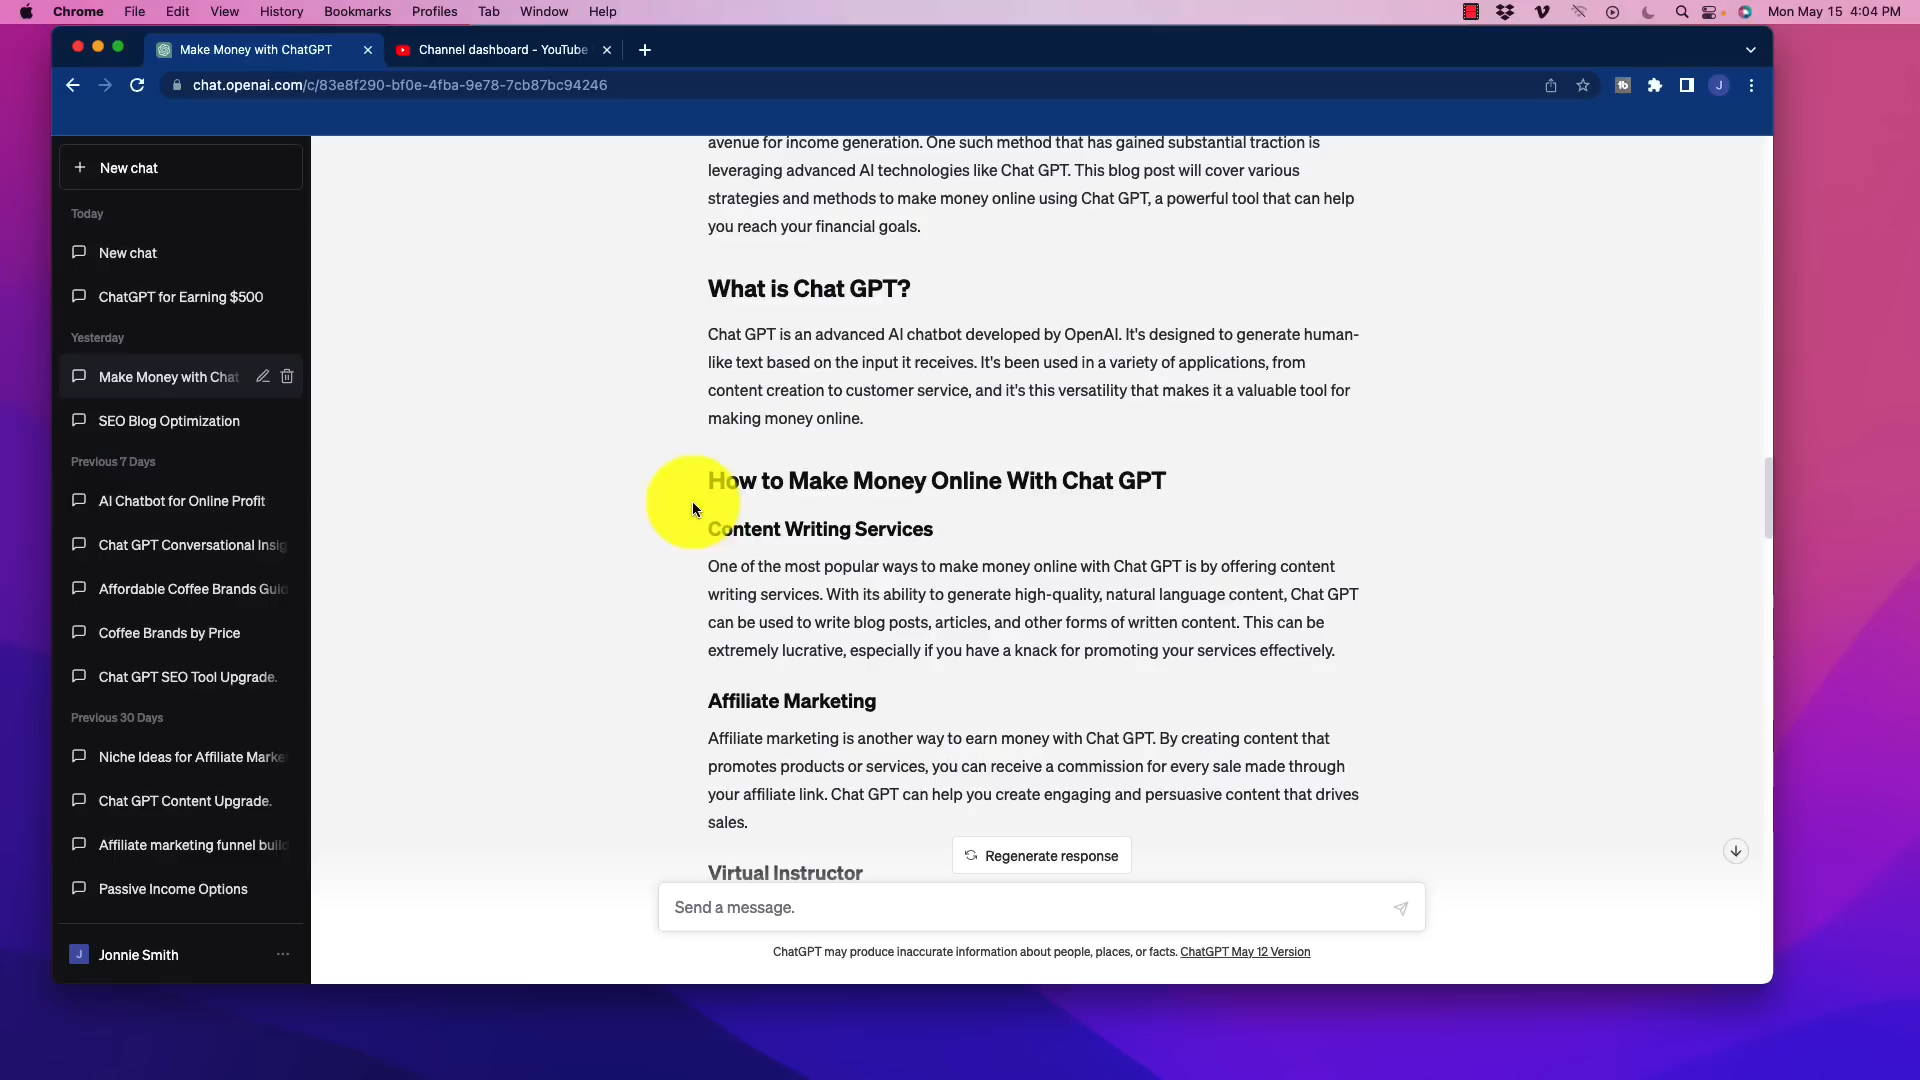 Chrome File Edit View History Bookmarks Profiles Tab Window Help Mon May 15 4:04 PM
Make Money with ChatGPT
Channel dashboard - YouTube
chat.openai.com/c/83e8f290-bf0e-4fba-9e78-7cb87bc94246
J
New chat
Today
New chat
ChatGPT for Earning $500
Yesterday
Make Money with Chat
SEO Blog Optimization
Previous 7 Days
AI Chatbot for Online Profit
Chat GPT Conversational Insig
Affordable Coffee Brands Guid
Coffee Brands by Price
Chat GPT SEO Tool Upgrade.
Previous 30 Days
Niche Ideas for Affiliate Marke
Chat GPT Content Upgrade.
Affiliate marketing funnel build
Passive Income Options
J Jonnie Smith
avenue for income generation. One such method that has gained substantial traction is
leveraging advanced AI technologies like Chat GPT. This blog post will cover various
strategies and methods to make money online using Chat GPT, a powerful tool that can help
you reach your financial goals.
What is Chat GPT?
Chat GPT is an advanced AI chatbot developed by OpenAI. It's designed to generate human-
like text based on the input it receives. It's been used in a variety of applications, from
content creation to customer service, and it's this versatility that makes it a valuable tool for
making money online.
How to Make Money Online With Chat GPT
Content Writing Services
One of the most popular ways to make money online with Chat GPT is by offering content
writing services. With its ability to generate high-quality, natural language content, Chat GPT
can be used to write blog posts, articles, and other forms of written content. This can be
extremely lucrative, especially if you have a knack for promoting your services effectively.
Affiliate Marketing
Affiliate marketing is another way to earn money with Chat GPT. By creating content that
promotes products or services, you can receive a commission for every sale made through
your affiliate link. Chat GPT can help you create engaging and persuasive content that drives
sales.
Regenerate response
Virtual Instructor
Send a message.
ChatGPT may produce inaccurate information about people, places, or facts. ChatGPT May 12 Version